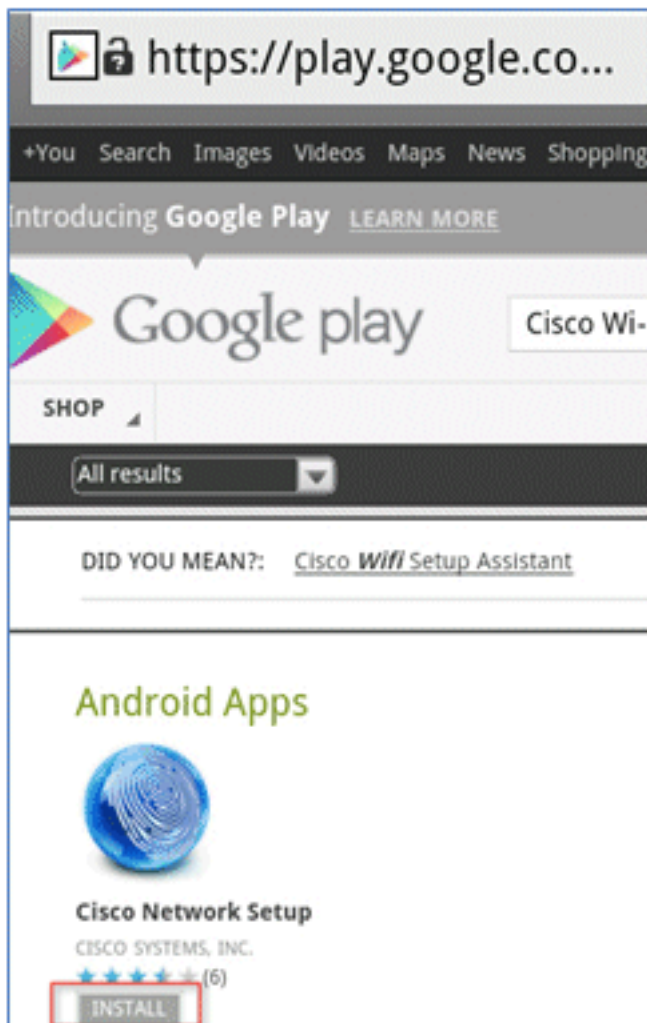 https://play.google.co...
+You Search Images Videos Maps News Shopping
Introducing Google Play LEARN MORE
Google play
Cisco Wi-
SHOP
All results
DID YOU MEAN?: Cisco Wifi Setup Assistant
Android Apps
Cisco Network Setup
CISCO SYSTEMS, INC.
(6)
INSTALL